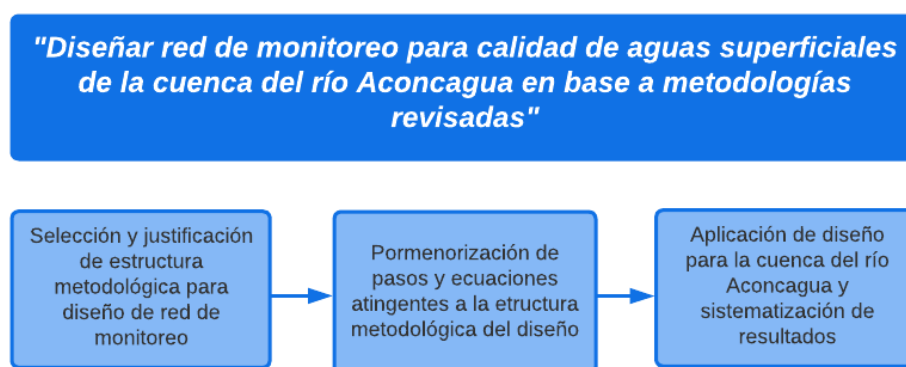 "Diseñar red de monitoreo para calidad de aguas superficiales
de la cuenca del río Aconcagua en base a metodologías
revisadas"
Selección y justificación
de estructura
metodológica para
diseño de red de
monitoreo
Pormenorización de
pasos y ecuaciones
atingentes a la etructura
metodológica del diseño
Aplicación de diseño
para la cuenca del río
Aconcagua y
sistematización de
resultados